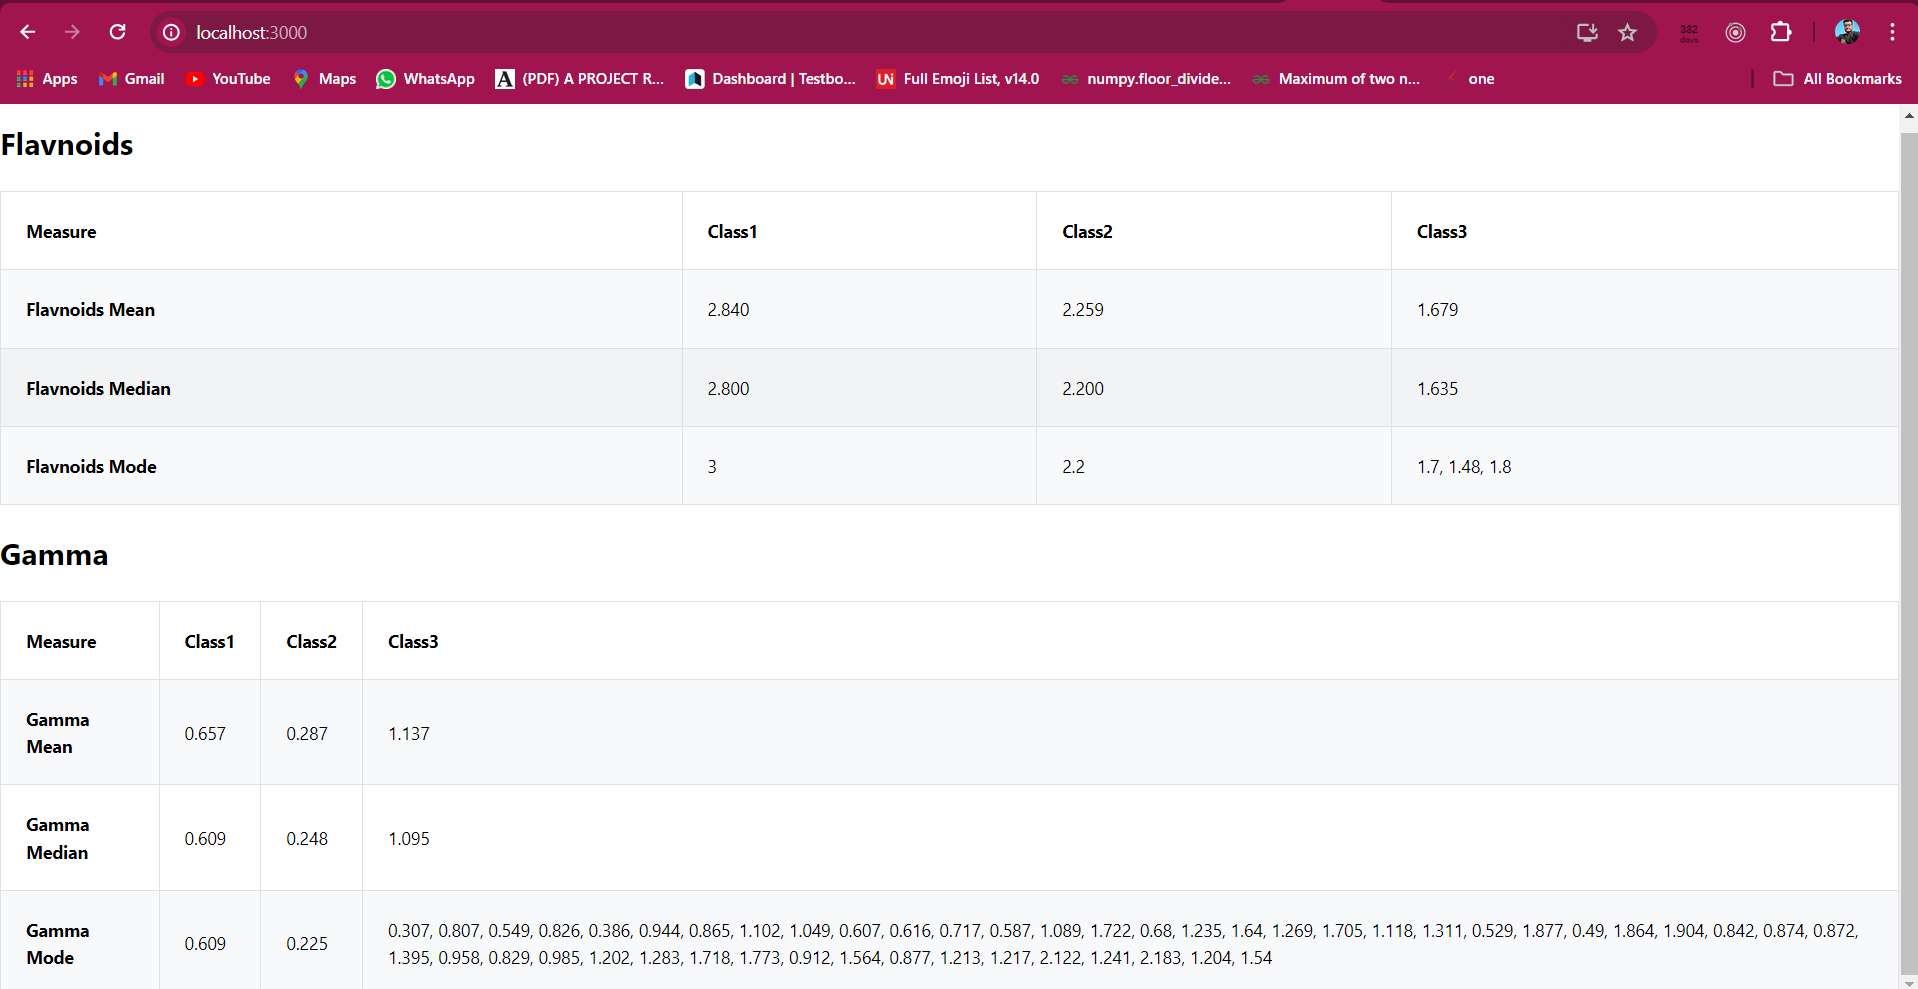 localhost:3000
382
days
Apps Gmail YouTube Maps WhatsApp A (PDF) A PROJECT R... Dashboard | Testbo... UN Full Emoji List, v14.0 numpy.floor_divide... Maximum of two n... one All Bookmarks
Flavnoids
Measure Class1 Class2 Class3
Flavnoids Mean 2.840 2.259 1.679
Flavnoids Median 2.800 2.200 1.635
Flavnoids Mode 3 2.2 1.7, 1.48, 1.8
Gamma
Measure Class1 Class2 Class3
Gamma
Mean 0.657 0.287 1.137
Gamma
Median 0.609 0.248 1.095
Gamma
Mode 0.609 0.225 0.307, 0.807, 0.549, 0.826, 0.386, 0.944, 0.865, 1.102, 1.049, 0.607, 0.616, 0.717, 0.587, 1.089, 1.722, 0.68, 1.235, 1.64, 1.269, 1.705, 1.118, 1.311, 0.529, 1.877, 0.49, 1.864, 1.904, 0.842, 0.874, 0.872,
1.395, 0.958, 0.829, 0.985, 1.202, 1.283, 1.718, 1.773, 0.912, 1.564, 0.877, 1.213, 1.217, 2.122, 1.241, 2.183, 1.204, 1.54